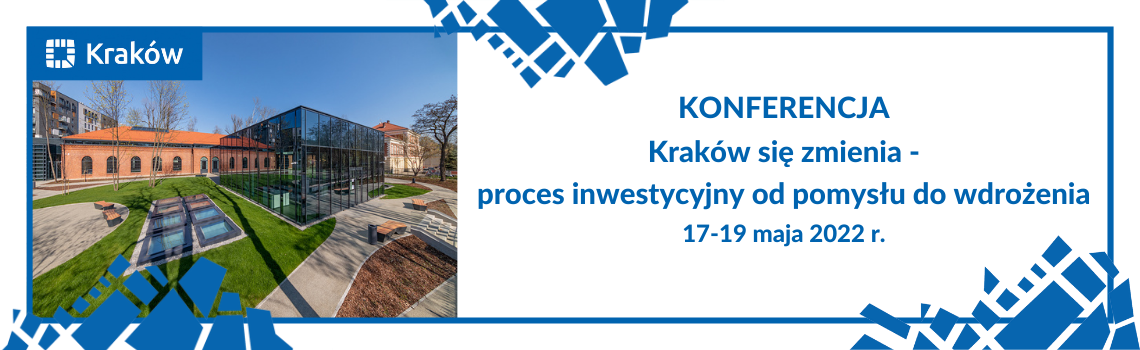 Kraków
KONFERENCJA
Kraków się zmienia -
proces inwestycyjny od pomysłu do wdrożenia
17-19 maja 2022 r.